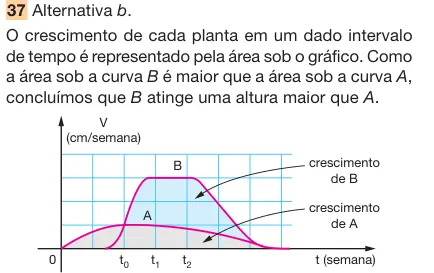 37 Alternativa b.
O crescimento de cada planta em um dado intervalo
de tempo é representado pela área sob o gráfico. Como
a área sob a curva B é maior que a área sob a curva A,
concluímos que B atinge uma altura maior que A.
V
(cm/semana)
B
crescimento
de B
A
crescimento
de A
0
t₀
t₁
t₂
t (semana)